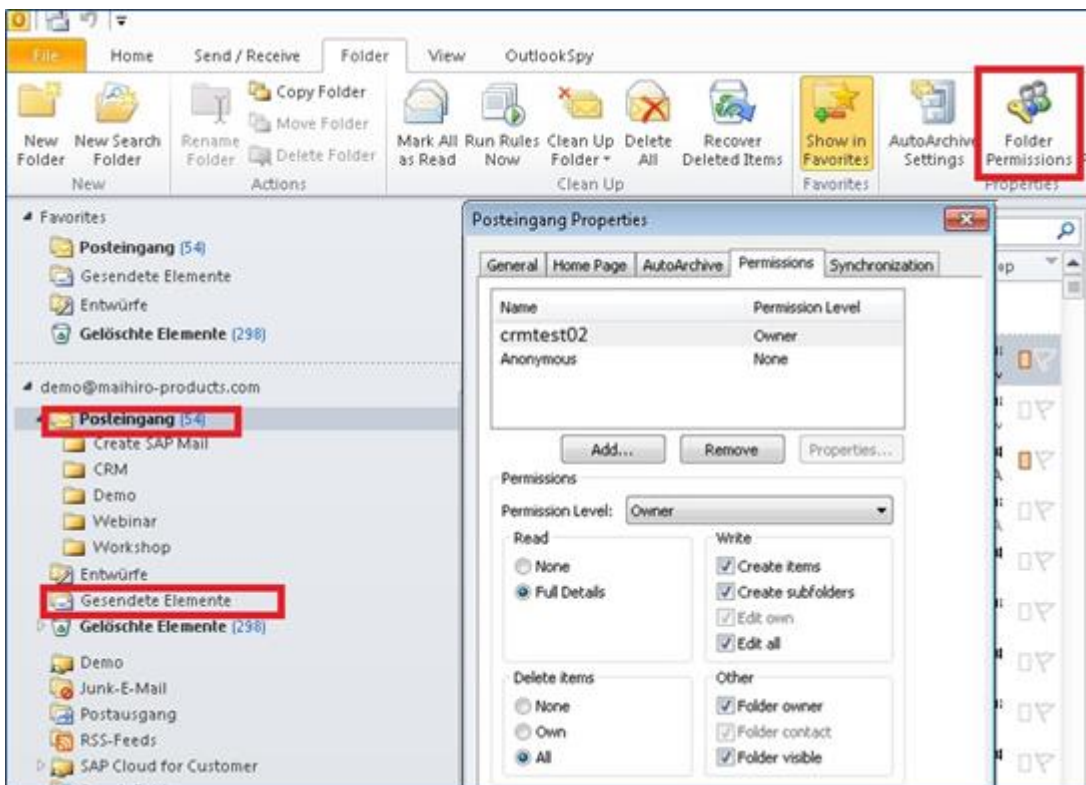 File Home Send / Receive Folder View OutlookSpy
New Folder
New Search Folder
Rename Folder
Copy Folder
Move Folder
Delete Folder
Mark All as Read
Run Rules Now
Clean Up Folder
Delete All
Recover Deleted Items
Show in Favorites
AutoArchive Settings
Folder Permissions
New Actions Clean Up Favorites Properties
Favorites
Posteingang (54)
Gesendete Elemente
Entwürfe
Gelöschte Elemente (298)
demo@maihiro-products.com
Posteingang (54)
Create SAP Mail
CRM
Demo
Webinar
Workshop
Entwürfe
Gesendete Elemente
Gelöschte Elemente (298)
Demo
Junk-E-Mail
Postausgang
RSS-Feeds
SAP Cloud for Customer
Posteingang Properties
General Home Page AutoArchive Permissions Synchronization
Name Permission Level
crmtest02 Owner
Anonymous None
Add... Remove Properties...
Permissions
Permission Level: Owner
Read Write
None Create items
Full Details Create subfolders
Edit own
Edit all
Delete items Other
None Folder owner
Own Folder contact
All Folder visible